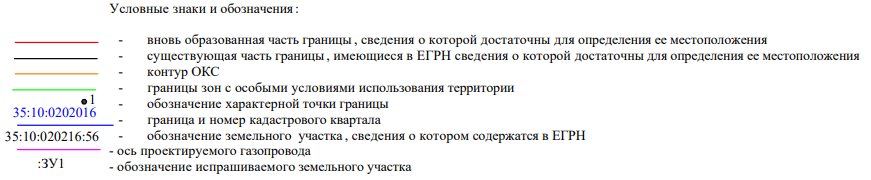 Условные знаки и обозначения:
- вновь образованная часть границы, сведения о которой достаточны для определения ее местоположения
- существующая часть границы, имеющиеся в ЕГРН сведения о которой достаточны для определения ее местоположения
- контур ОКС
- границы зон с особыми условиями использования территории
1 - обозначение характерной точки границы
35:10:0202016 - граница и номер кадастрового квартала
35:10:020216:56 - обозначение земельного участка, сведения о котором содержатся в ЕГРН
- ось проектируемого газопровода
:ЗУ1 - обозначение испрашиваемого земельного участка